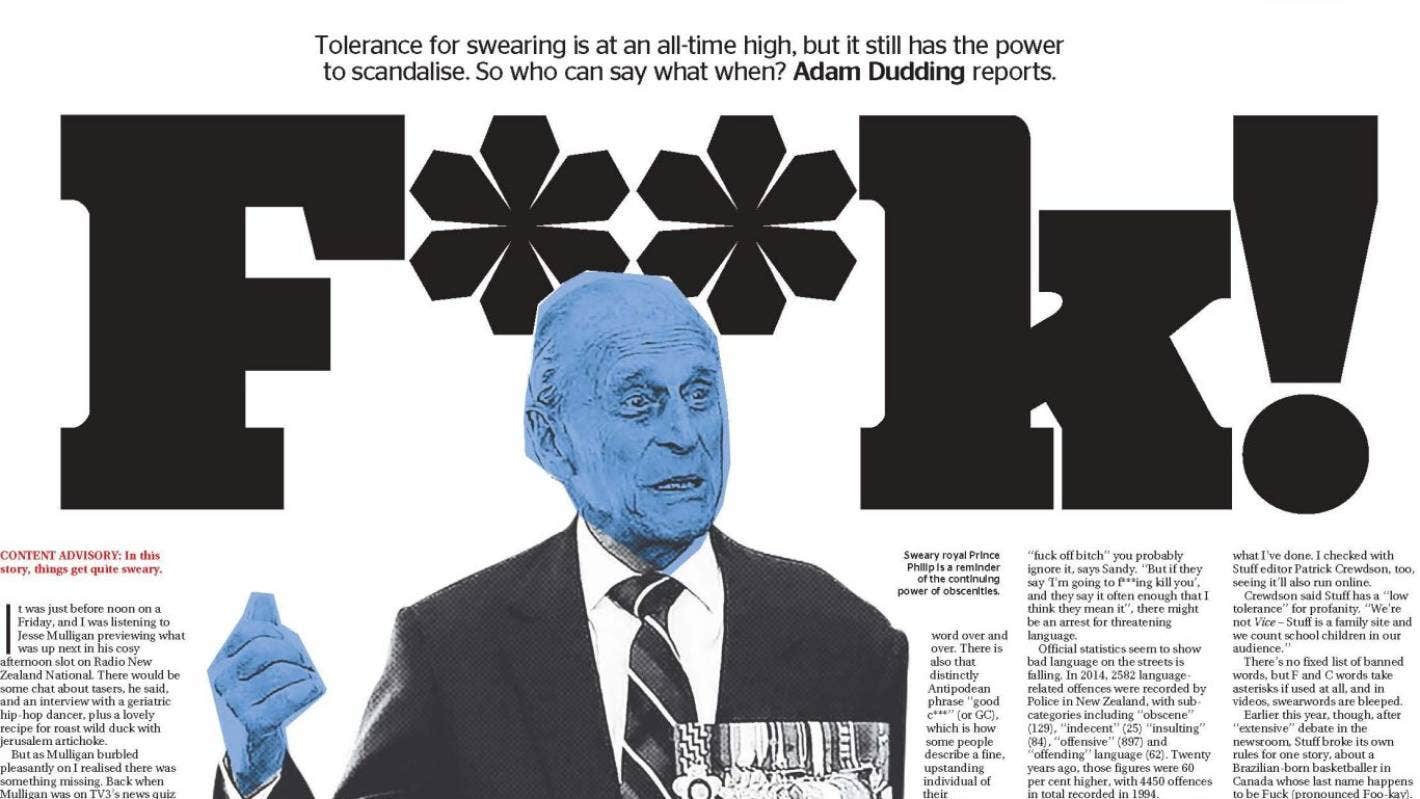 Tolerance for swearing is at an all-time high, but it still has the power
to scandalise. So who can say what when? Adam Dudding reports.
F**k!
CONTENT ADVISORY: In this
story, things get quite sweary.
It was just before noon on a
Friday, and I was listening to
Jesse Mulligan previewing what
was up next in his cosy
afternoon slot on Radio New
Zealand National. There would be
some chat about tasers, he said,
and an interview with a geriatric
hip-hop dancer, plus a lovely
recipe for roast wild duck with
jerusalem artichoke.
But as Mulligan burbled
pleasantly on I realised there was
something missing. Back when
Mulligan was on TV3's news quiz
Sweary royal Prince
Philip is a reminder
of the continuing
power of obscenities.
word over and
over. There is
also that
distinctly
Antipodean
phrase "good
c***" (or GC),
which is how
some people
describe a fine,
upstanding
individual of
their
"fuck off bitch" you probably
ignore it, says Sandy. "But if they
say 'I'm going to f***ing kill you',
and they say it often enough that I
think they mean it", there might
be an arrest for threatening
language.
Official statistics seem to show
bad language on the streets is
falling. In 2014, 2582 language-
related offences were recorded by
Police in New Zealand, with sub-
categories including "obscene"
(129), "indecent" (25) "insulting"
(84), "offensive" (897) and
"offending" language (62). Twenty
years ago, those figures were 60
per cent higher, with 4450 offences
in total recorded in 1994.
what I've done. I checked with
Stuff editor Patrick Crewdson, too,
seeing it'll also run online.
Crewdson said Stuff has a "low
tolerance" for profanity. "We're
not Vice – Stuff is a family site and
we count school children in our
audience."
There's no fixed list of banned
words, but F and C words take
asterisks if used at all, and in
videos, swearwords are bleeped.
Earlier this year, though, after
"extensive" debate in the
newsroom, Stuff broke its own
rules for one story, about a
Brazilian-born basketballer in
Canada whose last name happens
to be Fuck (pronounced Foo-kay).